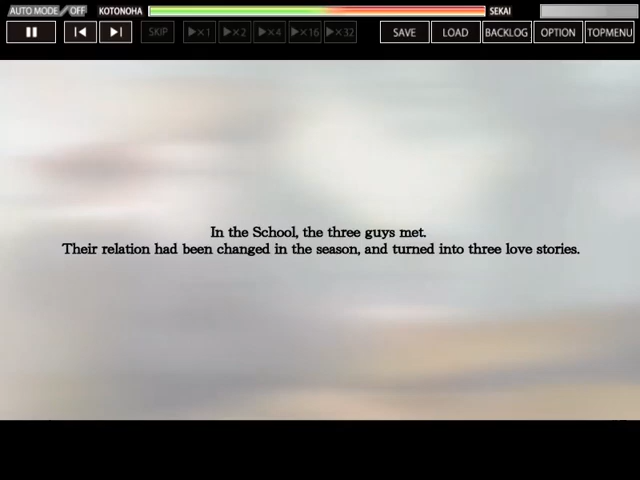 AUTO MODE／OFF KOTONOHA SEKAI
SKIP ▶×1 ▶×2 ▶×4 ▶×16 ▶×32 SAVE LOAD BACKLOG OPTION TOPMENU
In the School, the three guys met.
Their relation had been changed in the season, and turned into three love stories.